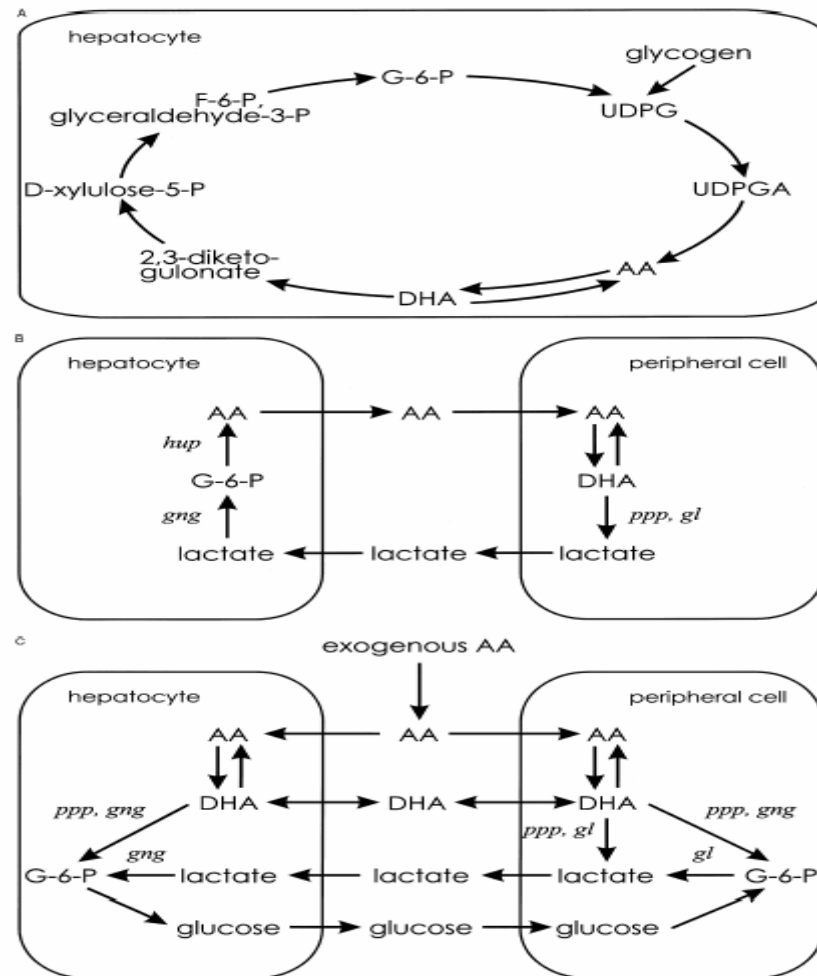 A
hepatocyte
glycogen
G-6-P
F-6-P,
glyceraldehyde-3-P
UDPG
D-xylulose-5-P
UDPGA
2,3-diketo-
gulonate
AA
DHA
B
hepatocyte
peripheral cell
AA
AA
AA
hup
G-6-P
DHA
gng
ppp, gl
lactate
lactate
lactate
C
exogenous AA
hepatocyte
peripheral cell
AA
AA
AA
DHA
DHA
DHA
ppp, gng
ppp, gng
ppp, gl
gng
gl
G-6-P
lactate
lactate
lactate
G-6-P
glucose
glucose
glucose